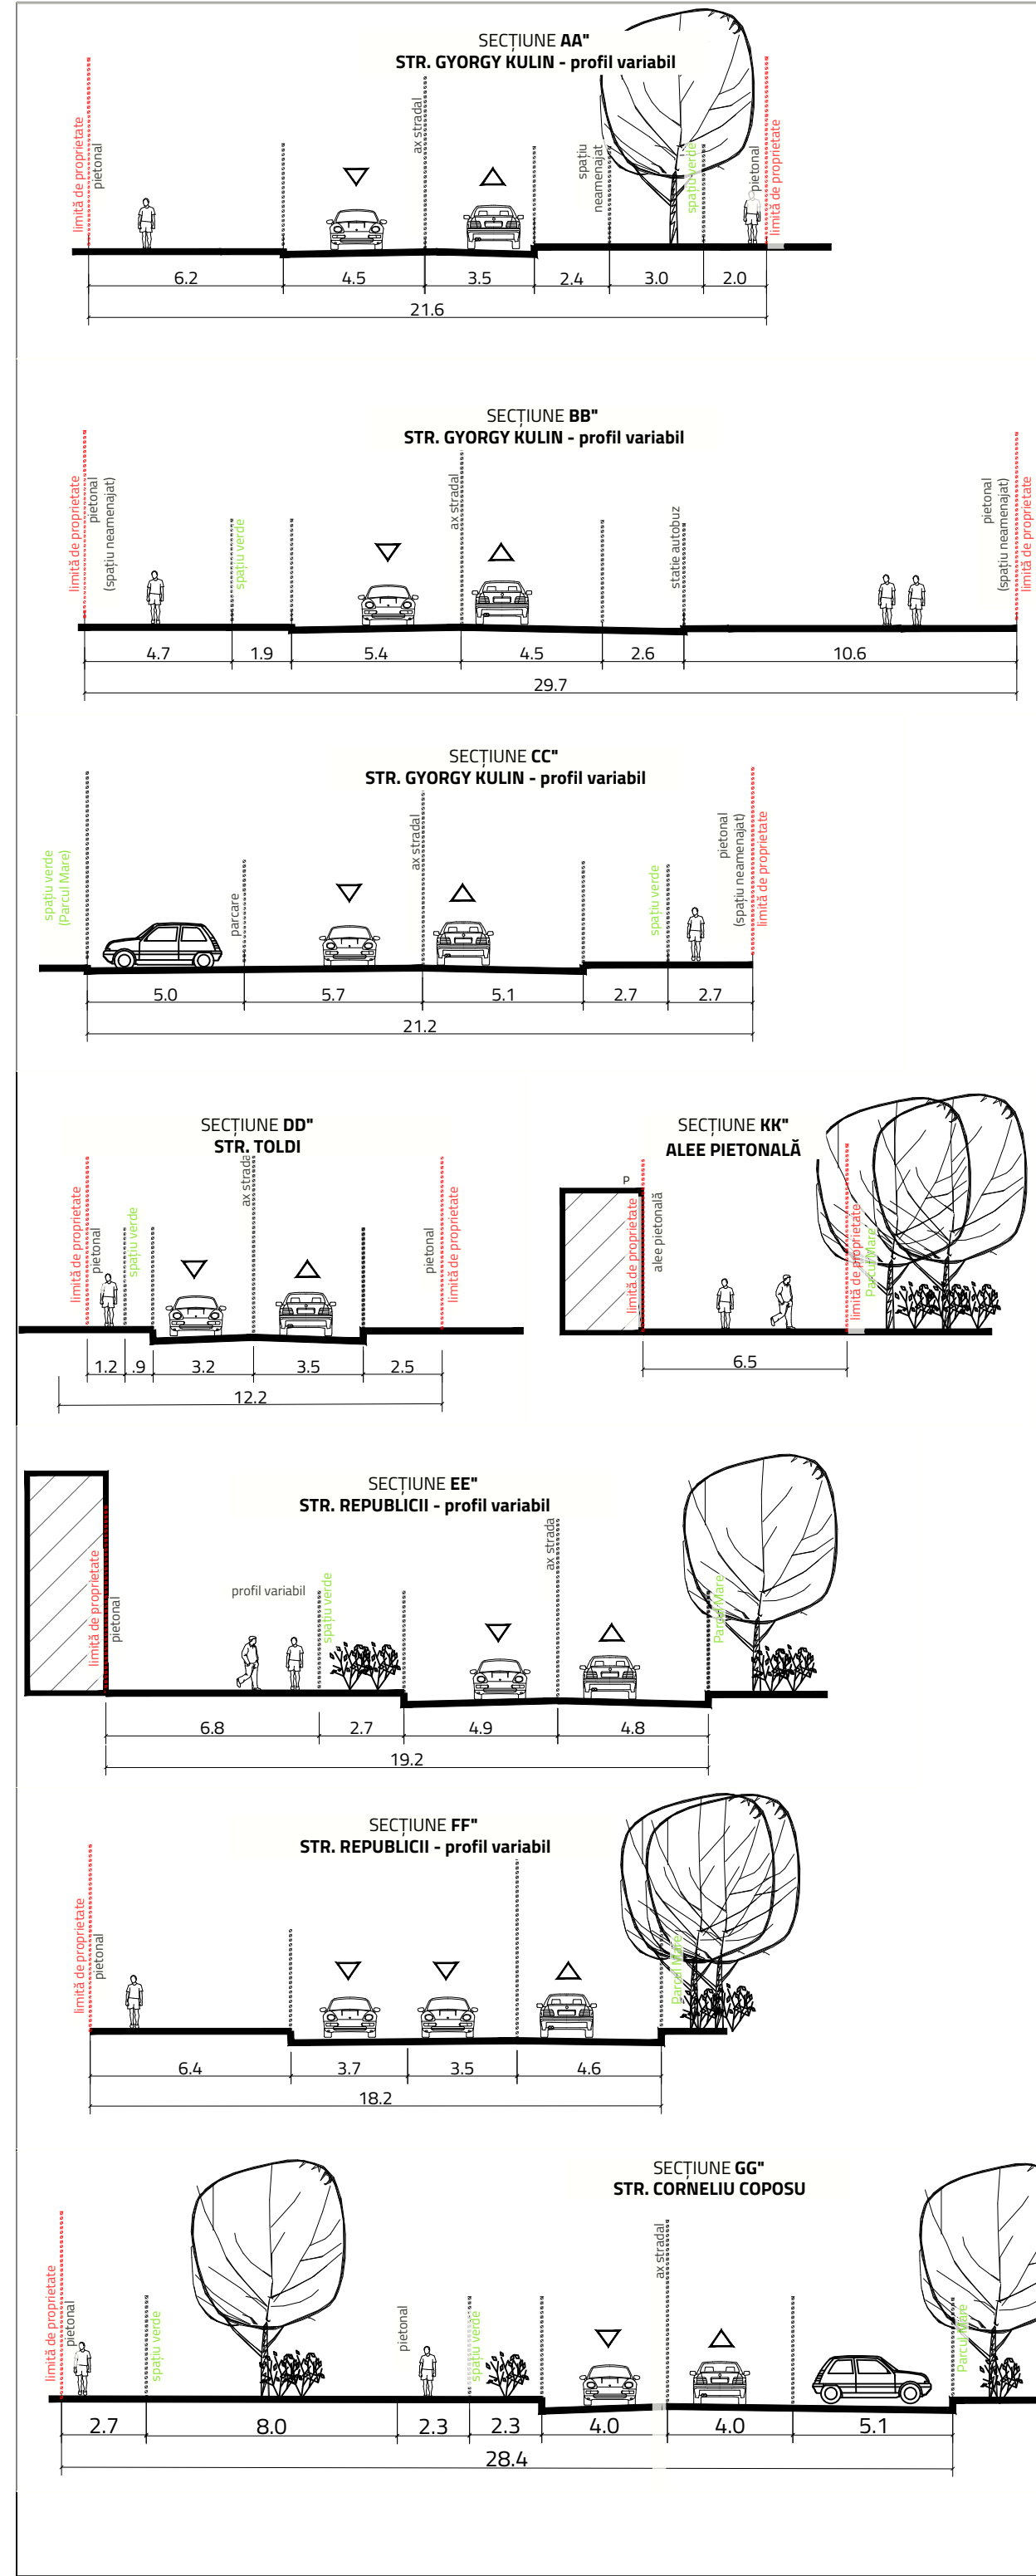 SECȚIUNE AA"
STR. GYORGY KULIN - profil variabil
limită de proprietate
pietonal
ax stradal
spațiu
neamenajat
spațiu verde
pietonal
limită de proprietate
6.2
4.5
3.5
2.4
3.0
2.0
21.6
SECȚIUNE BB"
STR. GYORGY KULIN - profil variabil
limită de proprietate
pietonal
(spațiu neamenajat)
spațiu verde
ax stradal
statie autobuz
pietonal
(spațiu neamenajat)
limită de proprietate
4.7
1.9
5.4
4.5
2.6
10.6
29.7
SECȚIUNE CC"
STR. GYORGY KULIN - profil variabil
spațiu verde
(Parcul Mare)
parcare
ax stradal
spațiu verde
pietonal
(spațiu neamenajat)
limită de proprietate
5.0
5.7
5.1
2.7
2.7
21.2
SECȚIUNE DD"
STR. TOLDI
limită de proprietate
pietonal
spațiu verde
ax strada
pietonal
limită de proprietate
1.2
.9
3.2
3.5
2.5
12.2
SECȚIUNE KK"
ALEE PIETONALĂ
P
limită de proprietate
alee pietonală
limită de proprietate
Parcul Mare
6.5
SECȚIUNE EE"
STR. REPUBLICII - profil variabil
limită de proprietate
pietonal
profil variabil
spațiu verde
ax strada
Parcul Mare
6.8
2.7
4.9
4.8
19.2
SECȚIUNE FF"
STR. REPUBLICII - profil variabil
limită de proprietate
pietonal
Parcul Mare
6.4
3.7
3.5
4.6
18.2
SECȚIUNE GG"
STR. CORNELIU COPOSU
limită de proprietate
pietonal
spațiu verde
pietonal
spațiu verde
ax stradal
Parcul Mare
2.7
8.0
2.3
2.3
4.0
4.0
5.1
28.4